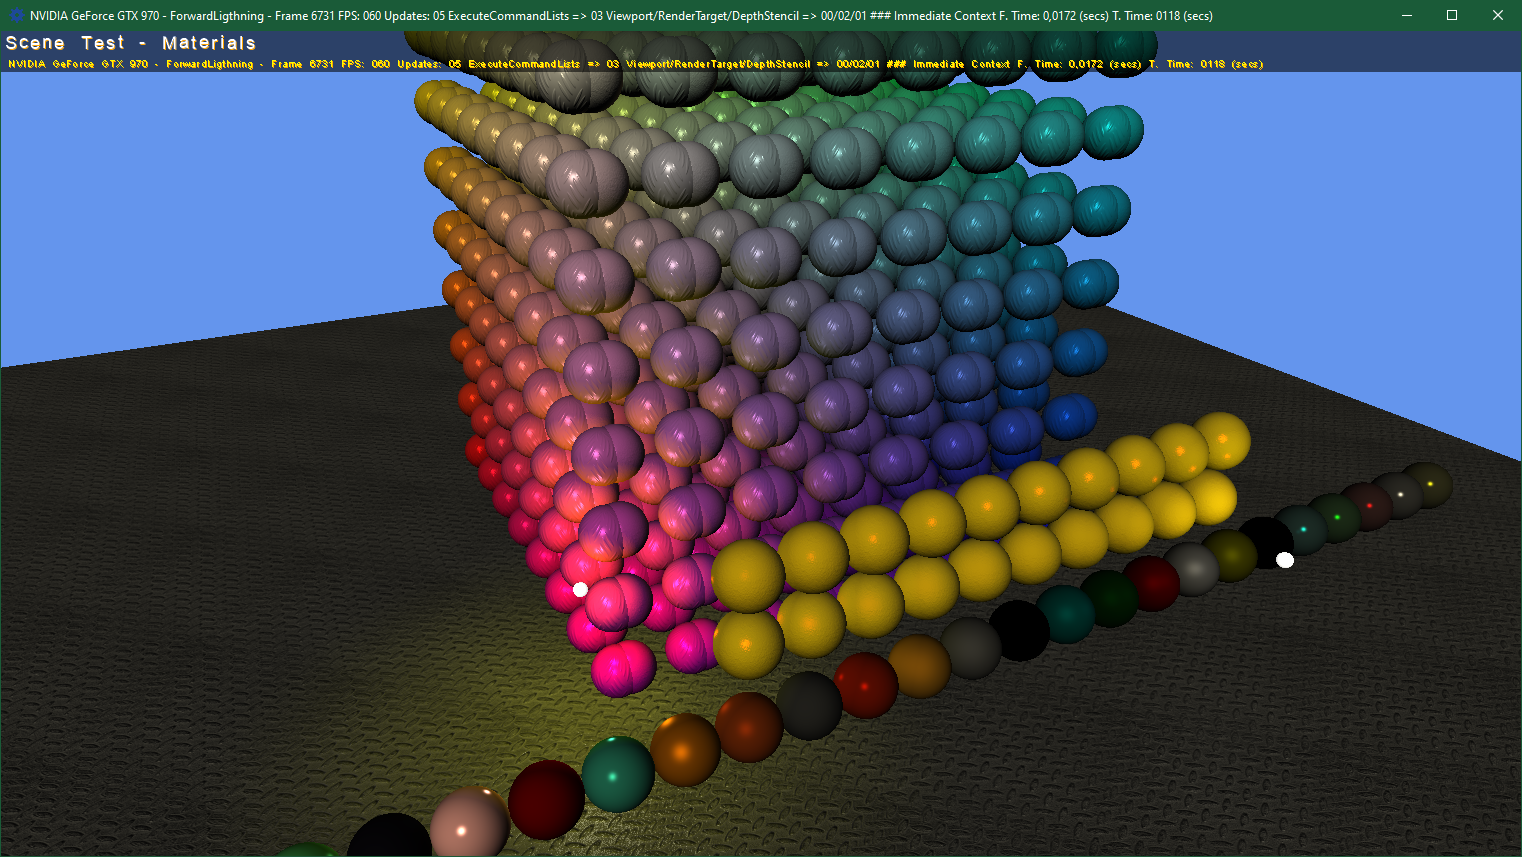 NVIDIA GeForce GTX 970 - ForwardLigthning - Frame 6731 FPS: 060 Updates: 05 ExecuteCommandLists => 03 Viewport/RenderTarget/DepthStencil => 00/02/01 ### Immediate Context F. Time: 0,0172 (secs) T. Time: 0118 (secs)
Scene Test - Materials
NVIDIA GeForce GTX 970 - ForwardLigthning - Frame 6731 FPS: 060 Updates: 05 ExecuteCommandLists => 03 Viewport/RenderTarget/DepthStencil => 00/02/01 ### Immediate Context F. Time: 0,0172 (secs) T. Time: 0118 (secs)